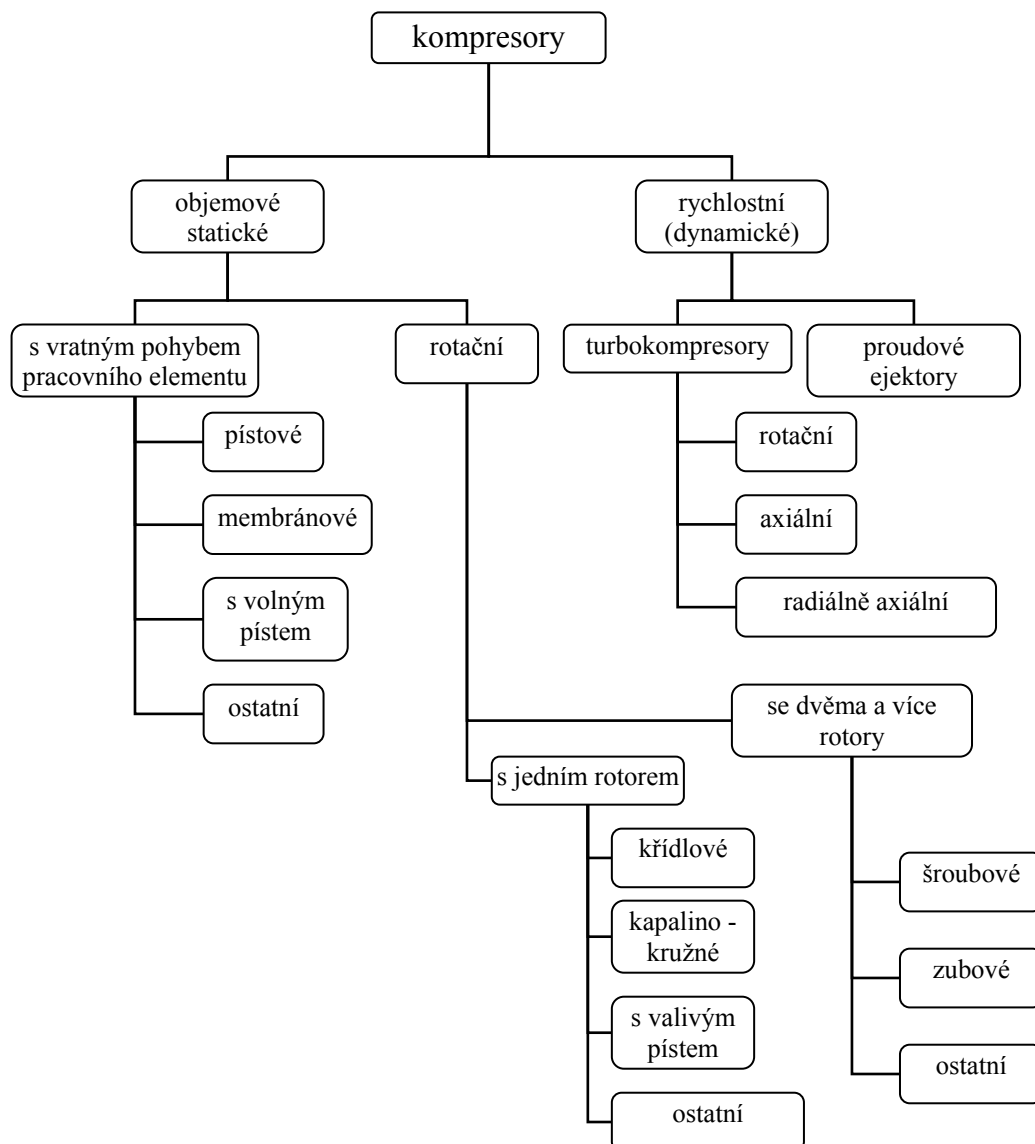 kompresory
objemové
statické
rychlostní
(dynamické)
s vratným pohybem
pracovního elementu
rotační
turbokompresory
proudové
ejektory
pístové
rotační
membránové
axiální
s volným
pístem
radiálně axiální
ostatní
se dvěma a více
rotory
s jedním rotorem
křídlové
šroubové
kapalino -
kružné
zubové
s valivým
pístem
ostatní
ostatní